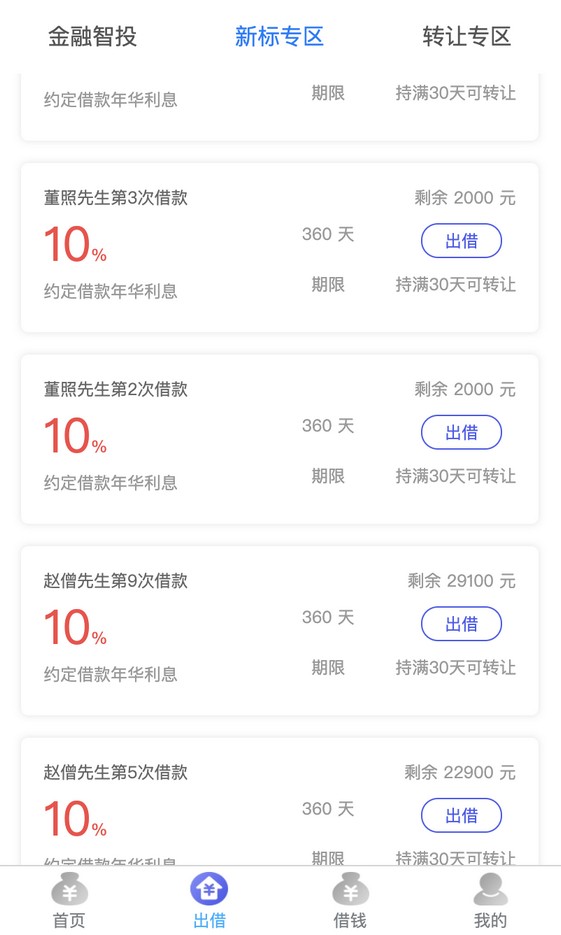 金融智投 新标专区 转让专区
约定借款年华利息 期限 持满30天可转让
董照先生第3次借款 剩余 2000 元
10% 360 天 出借
约定借款年华利息 期限 持满30天可转让
董照先生第2次借款 剩余 2000 元
10% 360 天 出借
约定借款年华利息 期限 持满30天可转让
赵僧先生第9次借款 剩余 29100 元
10% 360 天 出借
约定借款年华利息 期限 持满30天可转让
赵僧先生第5次借款 剩余 22900 元
10% 360 天 出借
约定借款年华利息 期限 持满30天可转让
首页 出借 借钱 我的